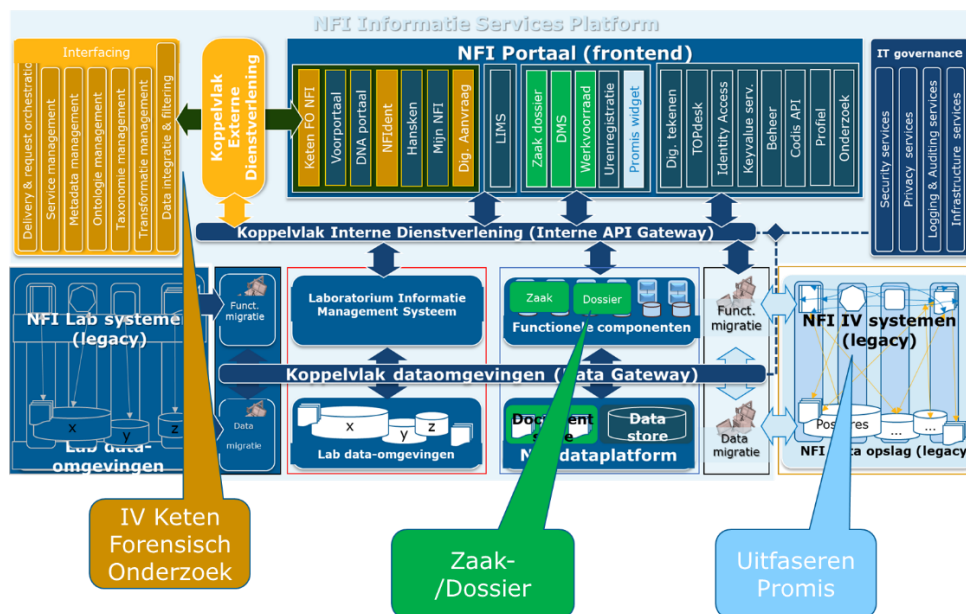 NFI Informatie Services Platform
Interfacing
Delivery & request orchestratio
Service management
Metadata management
Ontologie management
Taxonomie management
Transformatie management
Data integratie & filtering
Koppelvlak
Externe
Dienstverlening
NFI Portaal (frontend)
Keten FO NFI
Voorportaal
DNA portaal
NFIdent
Hansken
Mijn NFI
Dig. Aanvraag
LIMS
Zaak dossier
DMS
Werkvoorraad
Urenregistratie
Promis widget
Dig. tekenen
TOPdesk
Identity Access
Keyvalue serv.
Beheer
Codis API
Profiel
Onderzoek
IT governance
Security services
Privacy services
Logging & Auditing services
Infrastructure services
Koppelvlak Interne Dienstverlening (Interne API Gateway)
NFI Lab systemen
(legacy)
Funct.
migratie
Laboratorium Informatie
Management Systeem
Zaak
Dossier
Functionele componenten
Funct.
migratie
NFI IV systemen
(legacy)
Koppelvlak dataomgevingen (Data Gateway)
x
y
z
Lab data-
omgevingen
Data
migratie
x
y
z
Lab data-omgevingen
Data
store
dataplatform
Data
migratie
...
...
opslag (legacy
IV Keten
Forensisch
Onderzoek
Zaak-
/Dossier
Uitfaseren
Promis